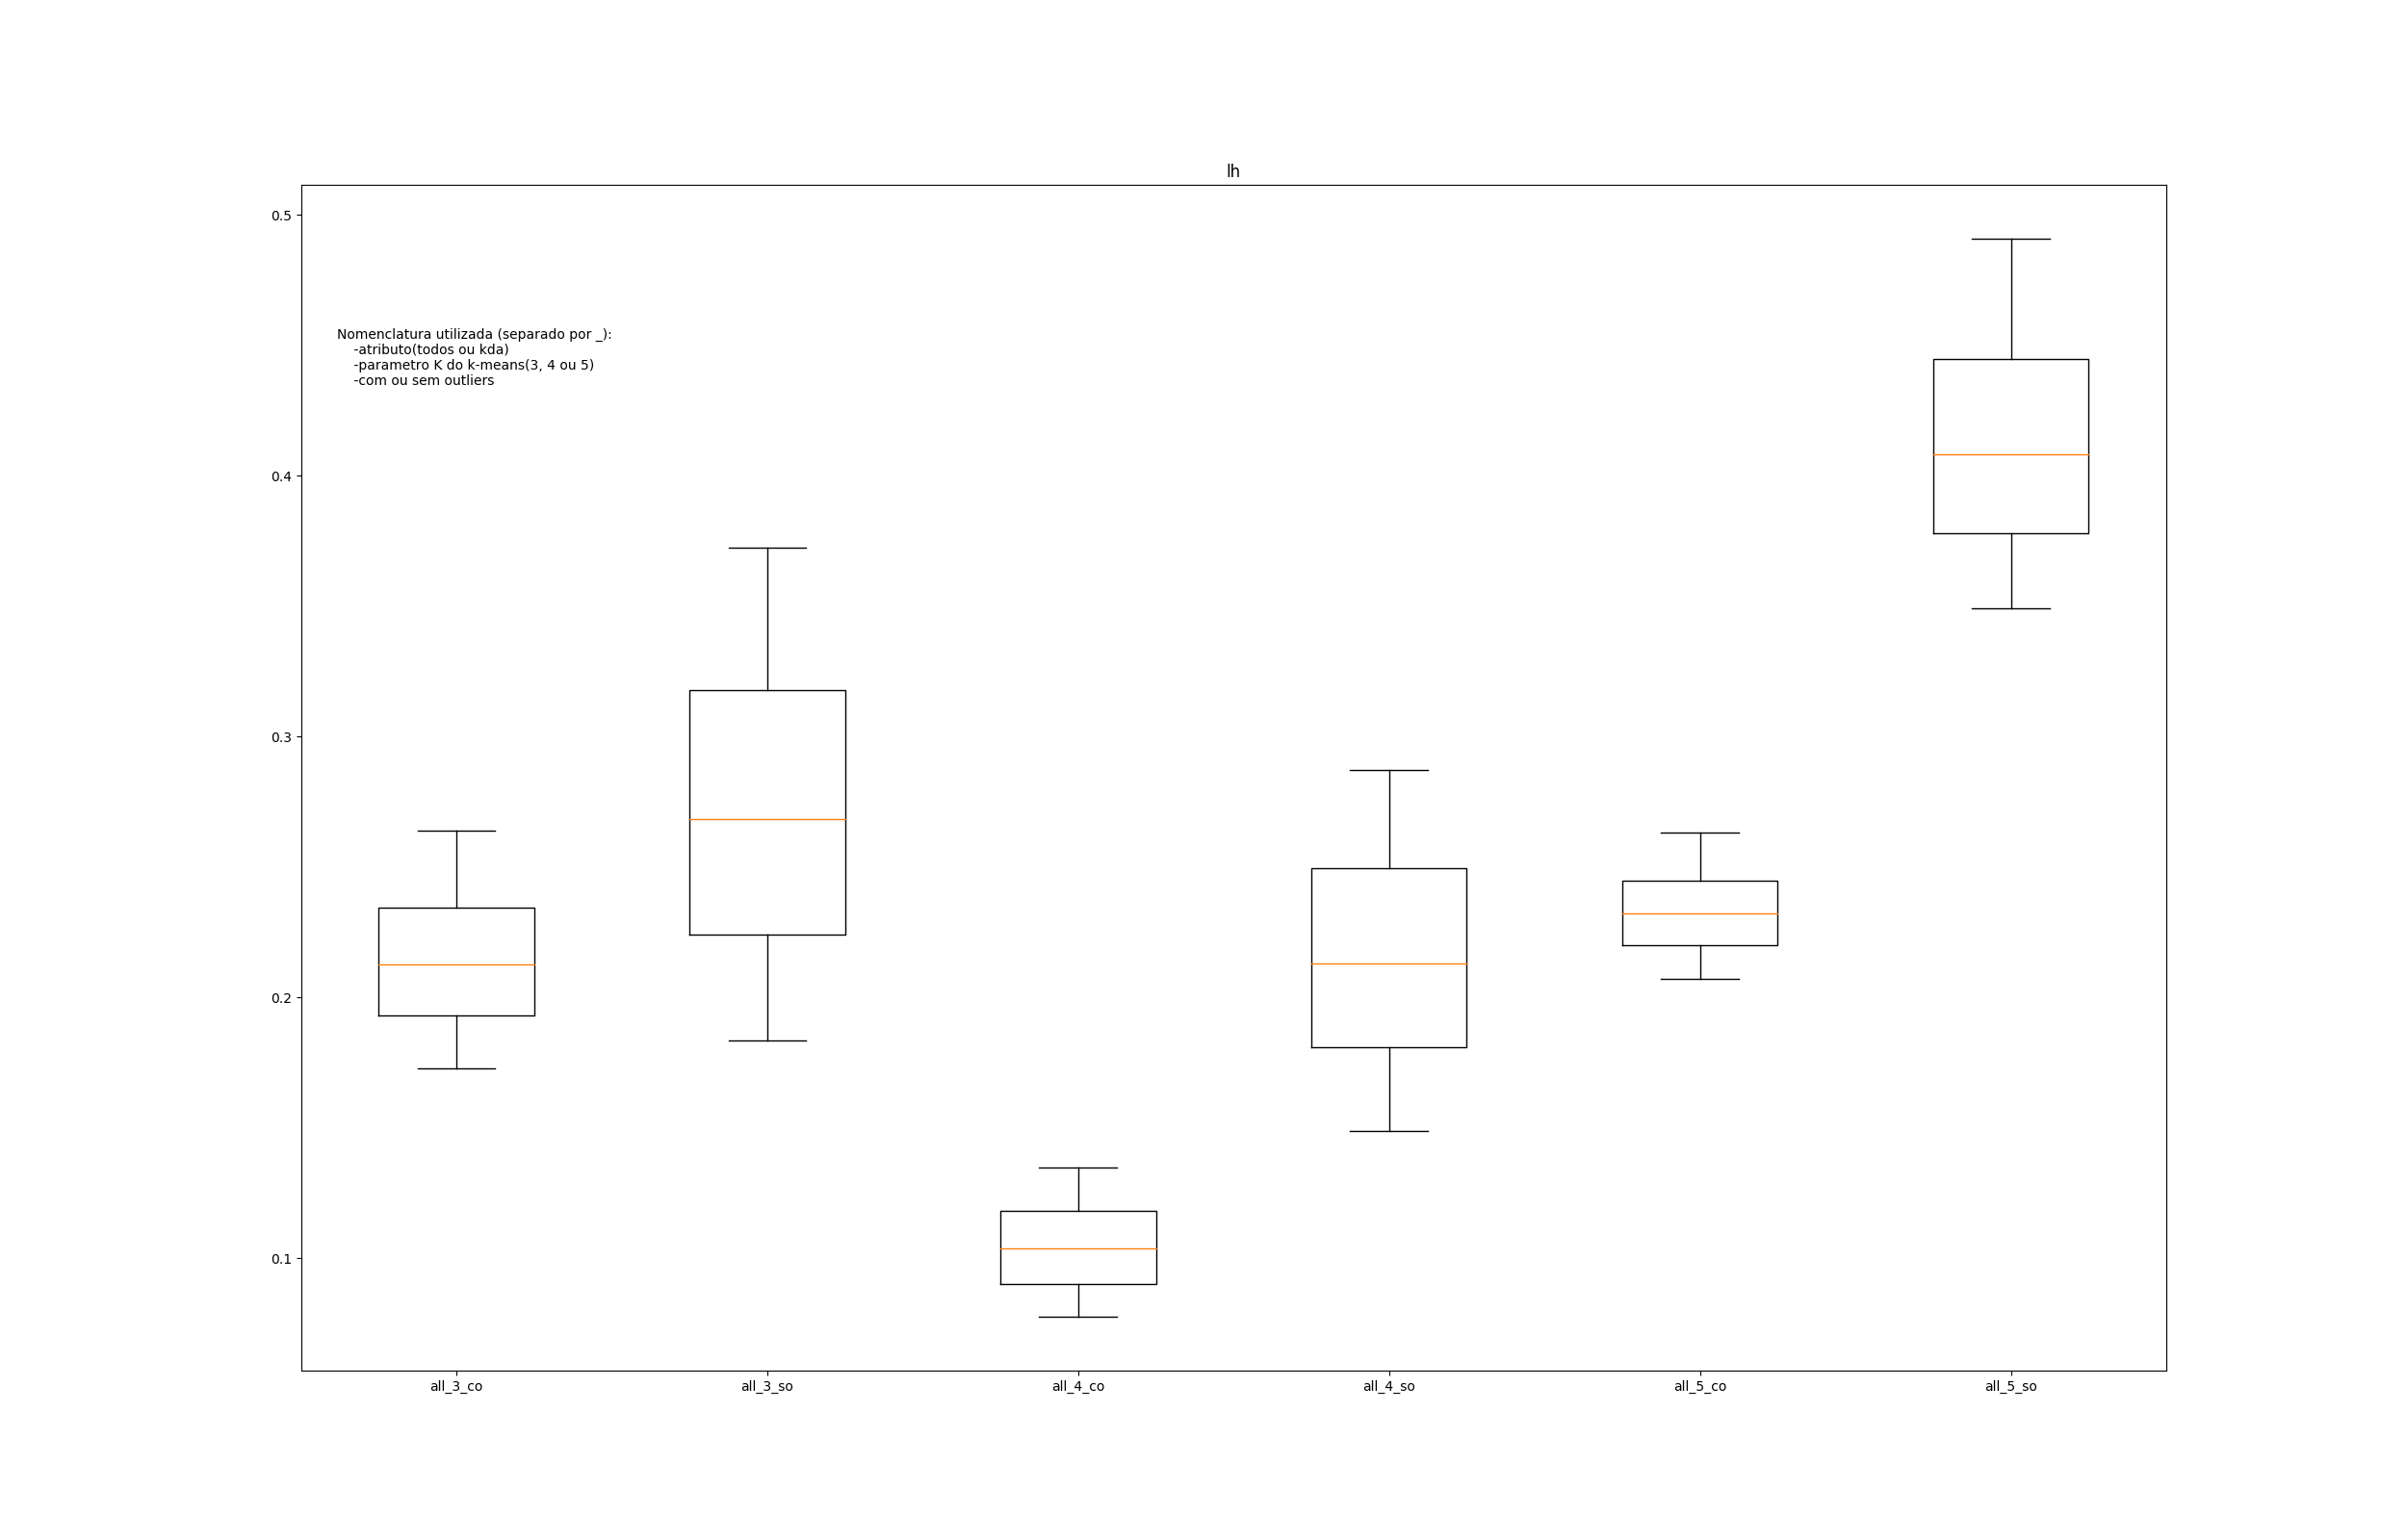 lh
0.5
Nomenclatura utilizada (separado por _):
-atributo(todos ou kda)
-parametro K do k-means(3, 4 ou 5)
-com ou sem outliers
0.4
0.3
0.2
0.1
all_3_co all_3_so all_4_co all_4_so all_5_co all_5_so